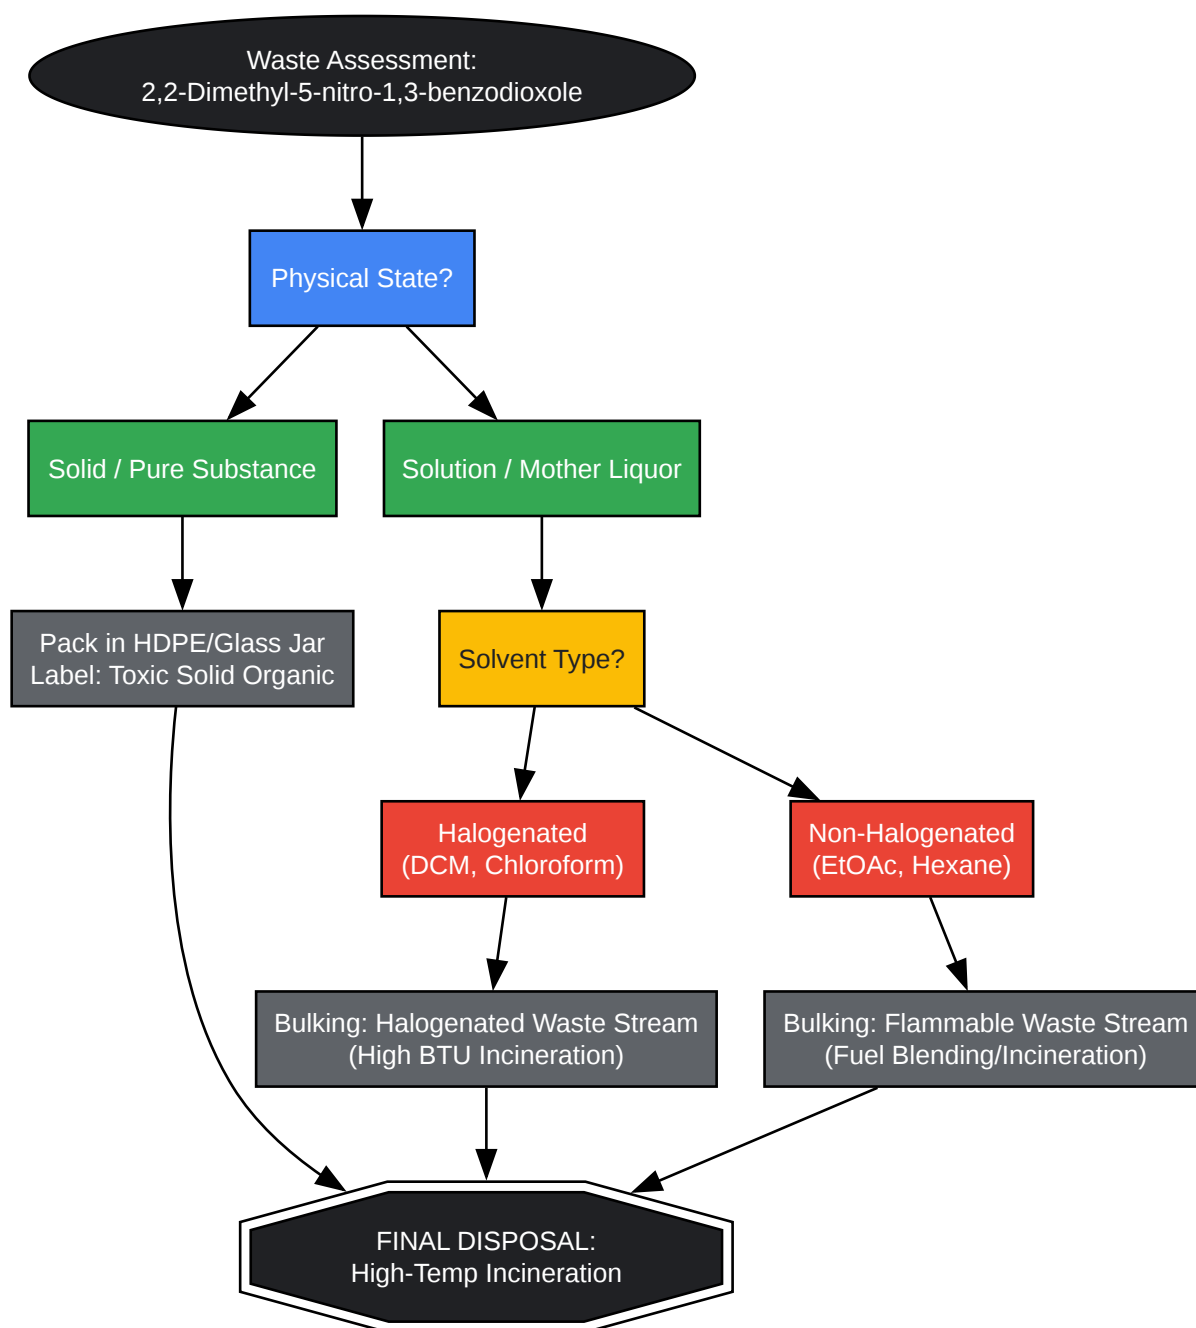 Waste Assessment:
2,2-Dimethyl-5-nitro-1,3-benzodioxole
Physical State?
Solid / Pure Substance
Solution / Mother Liquor
Pack in HDPE/Glass Jar
Label: Toxic Solid Organic
Solvent Type?
Halogenated
(DCM, Chloroform)
Non-Halogenated
(EtOAc, Hexane)
Bulking: Halogenated Waste Stream
(High BTU Incineration)
Bulking: Flammable Waste Stream
(Fuel Blending/Incineration)
FINAL DISPOSAL:
High-Temp Incineration